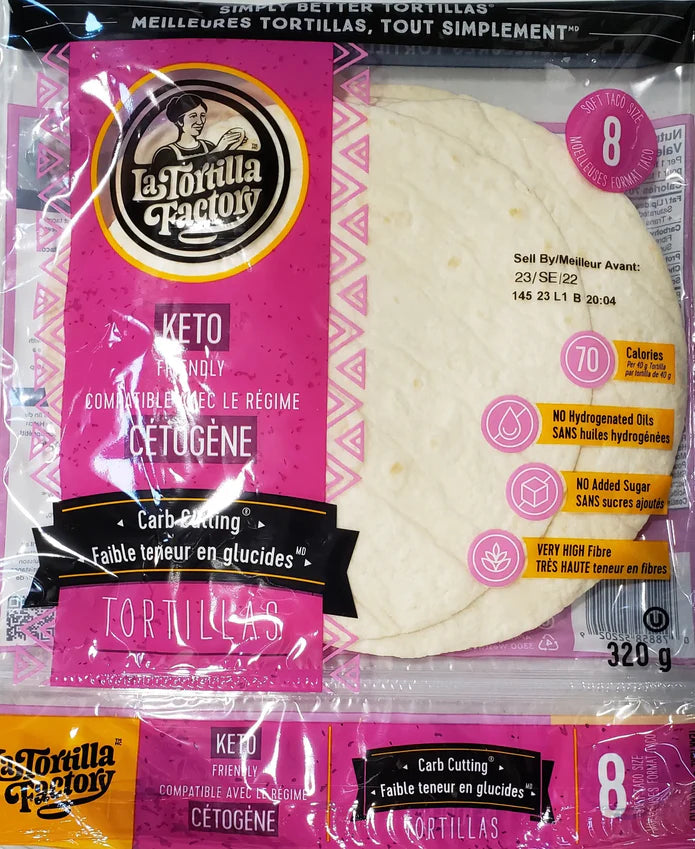 SIMPLY BETTER TORTILLAS®
MEILLEURES TORTILLAS, TOUT SIMPLEMENT MD
La Tortilla
Factory
SOFT TACO SIZE
8
MOELLEUSES FORMAT TACO
Sell By/Meilleur Avant:
23/SE/22
145 23 L1 B 20:04
KETO
FRIENDLY
COMPATIBLE AVEC LE RÉGIME
CÉTOGÈNE
70
Calories
Per 40 g Tortilla
par tortilla de 40 g
NO Hydrogenated Oils
SANS huiles hydrogénées
NO Added Sugar
SANS sucres ajoutés
VERY HIGH Fibre
TRÈS HAUTE teneur en fibres
Carb Cutting®
Faible teneur en glucides MD
TORTILLAS
U
320 g
La Tortilla
Factory
KETO
FRIENDLY
COMPATIBLE AVEC LE RÉGIME
CÉTOGÈNE
Carb Cutting®
Faible teneur en glucides MD
TORTILLAS
8